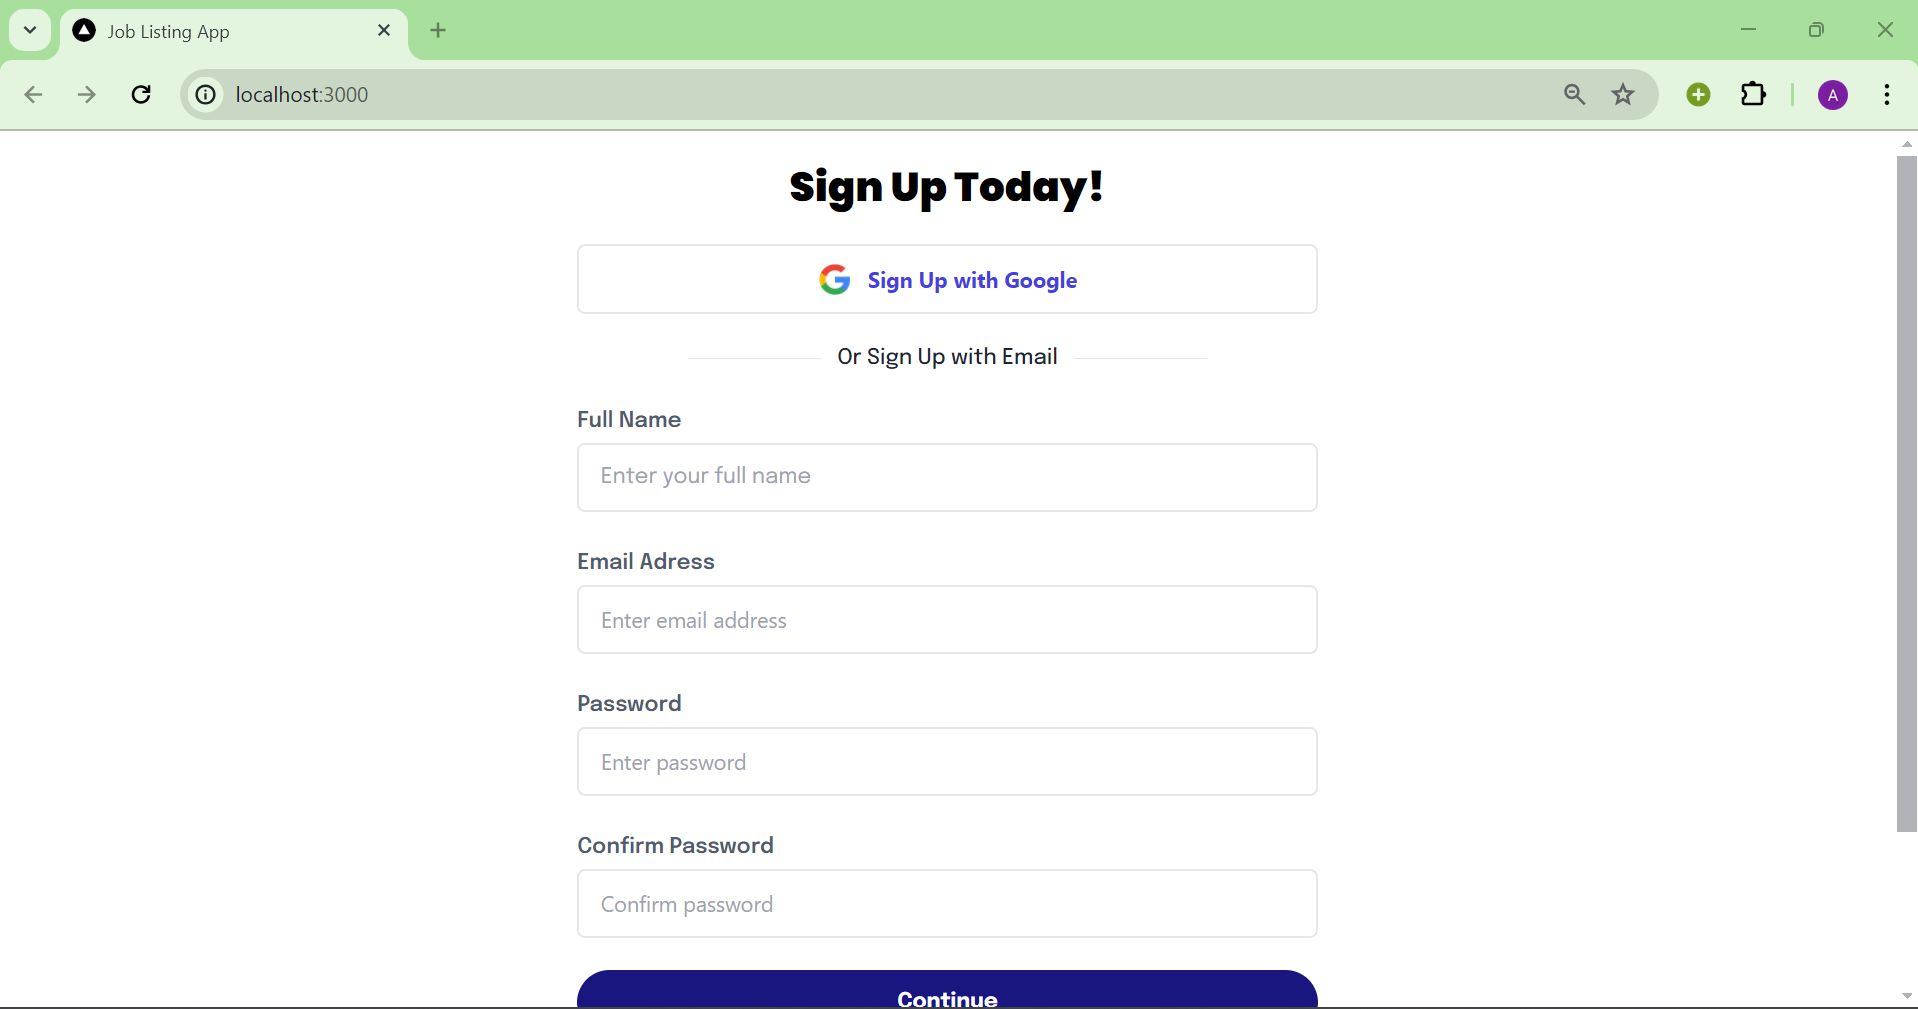 Job Listing App
localhost:3000
A
Sign Up Today!
Sign Up with Google
Or Sign Up with Email
Full Name
Enter your full name
Email Adress
Enter email address
Password
Enter password
Confirm Password
Confirm password
Continue